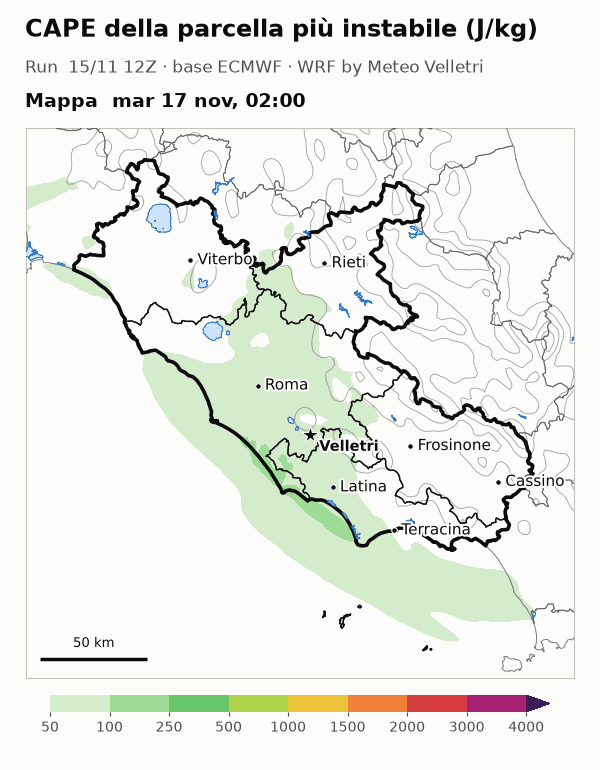 CAPE della parcella più instabile (J/kg)
Run 15/11 12Z · base ECMWF · WRF by Meteo Velletri
Mappa mar 17 nov, 02:00
Viterbo
Rieti
Roma
Velletri
Frosinone
Latina
Cassino
Terracina
50 km
50 100 250 500 1000 1500 2000 3000 4000